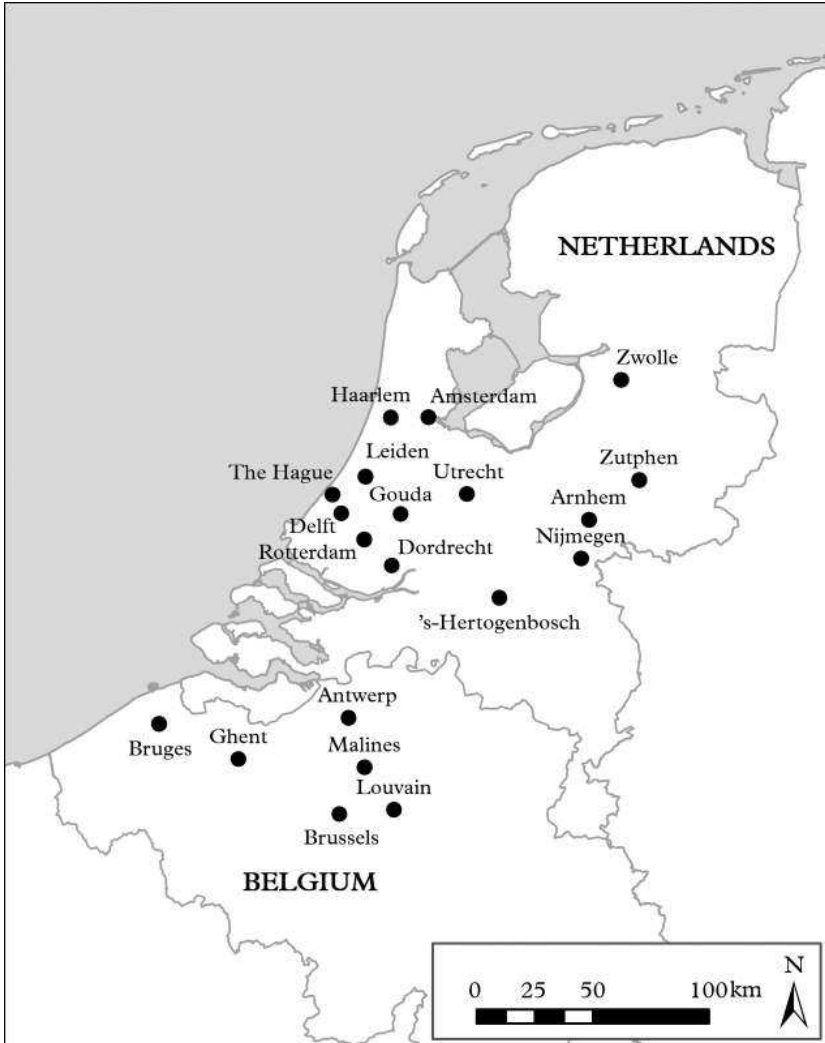 NETHERLANDS
Zwolle
Haarlem
Amsterdam
Leiden
Zutphen
The Hague
Utrecht
Gouda
Arnhem
Delft
Nijmegen
Rotterdam
Dordrecht
’s-Hertogenbosch
Antwerp
Bruges
Ghent
Malines
Louvain
Brussels
BELGIUM
N
0 25 50 100km